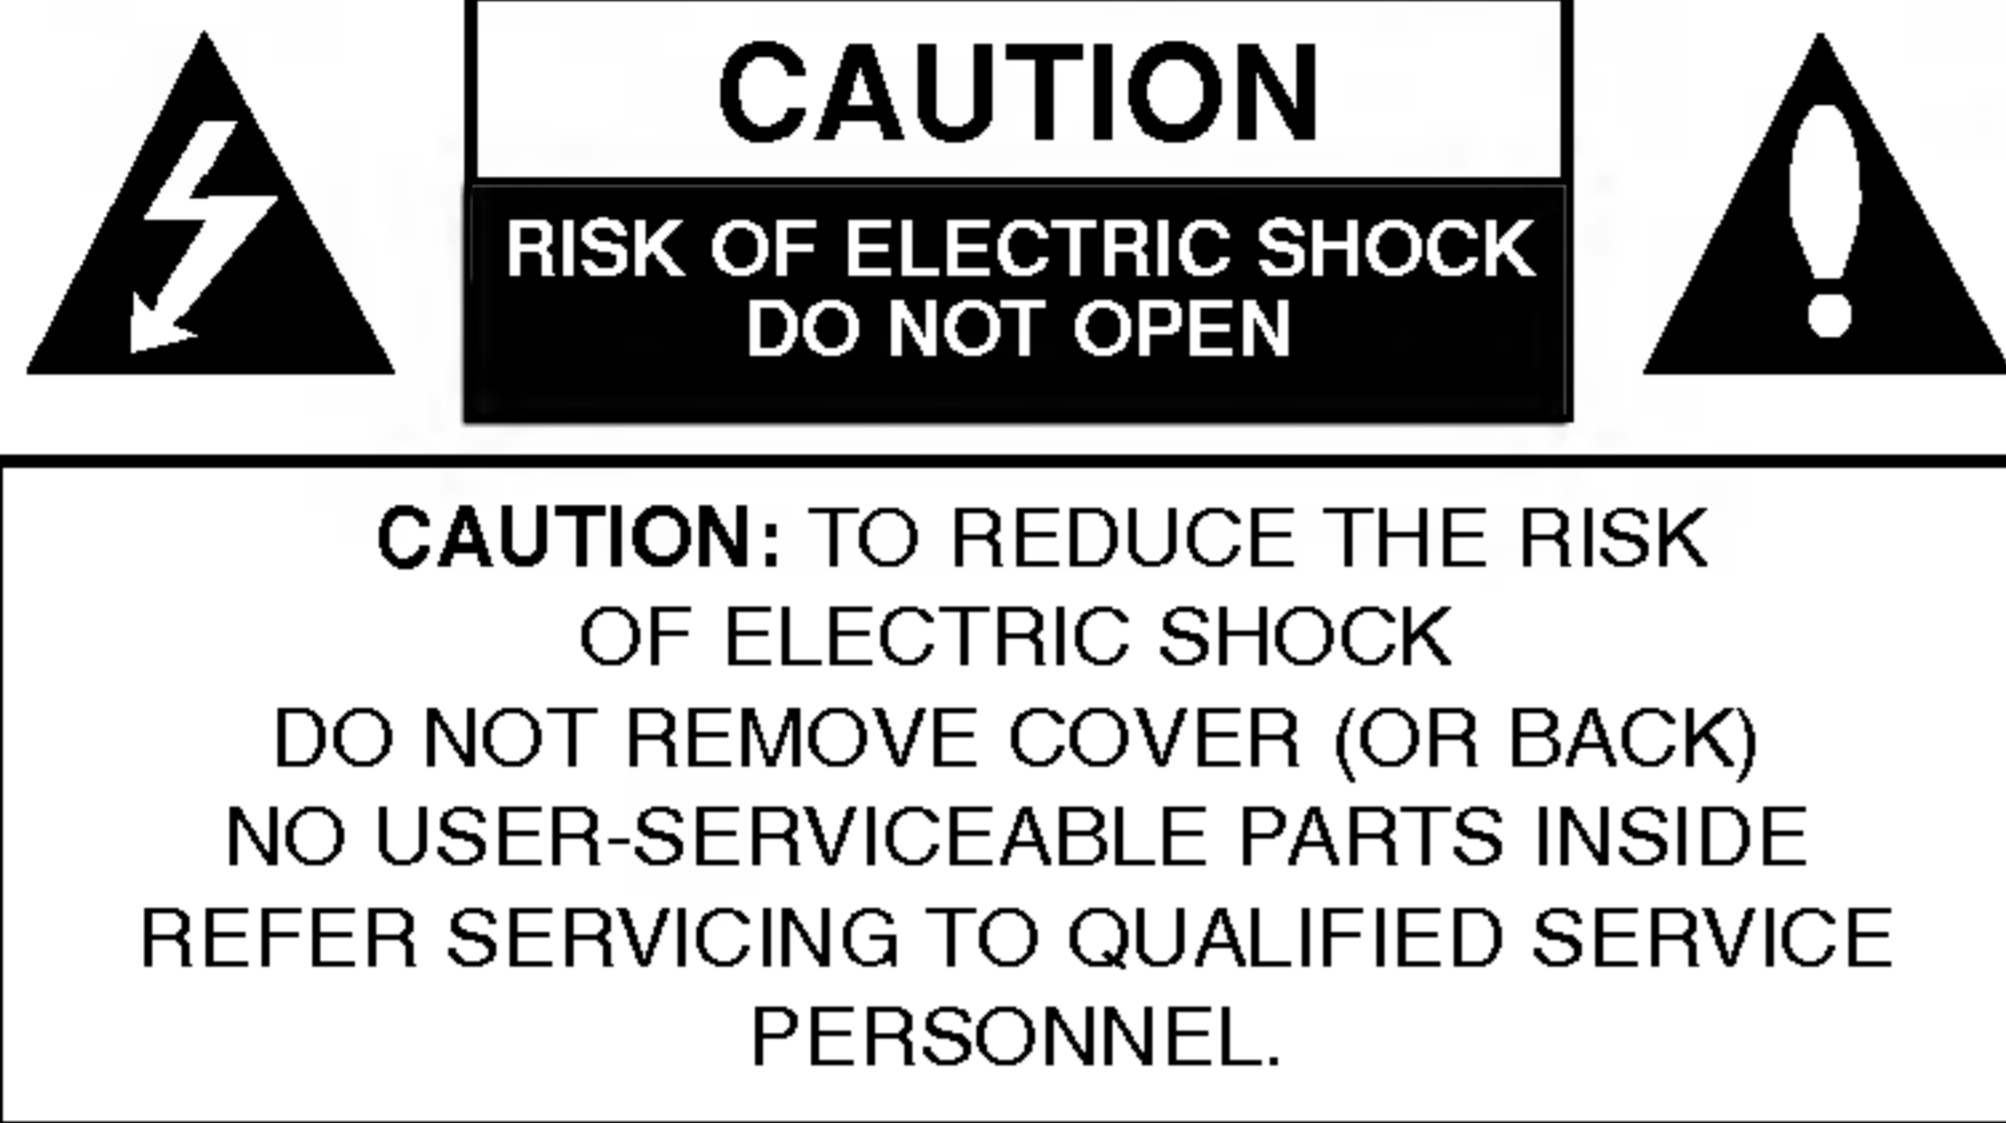 CAUTION
RISK OF ELECTRIC SHOCK
DO NOT OPEN
CAUTION: TO REDUCE THE RISK
OF ELECTRIC SHOCK
DO NOT REMOVE COVER (OR BACK)
NO USER-SERVICEABLE PARTS INSIDE
REFER SERVICING TO QUALIFIED SERVICE
PERSONNEL.